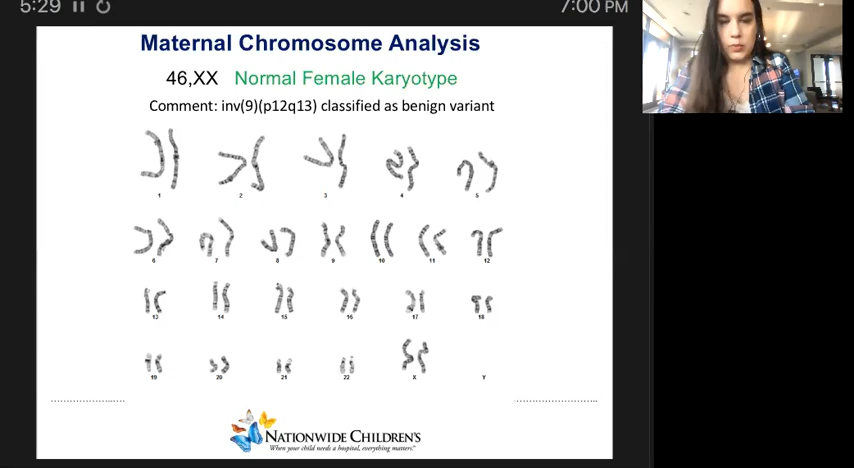 5:29
7:00 PM
Maternal Chromosome Analysis
46,XX Normal Female Karyotype
Comment: inv(9)(p12q13) classified as benign variant
1 2 3 4 5
6 7 8 9 10 11 12
13 14 15 16 17 18
19 20 21 22 X Y
NATIONWIDE CHILDREN'S
When your child needs a hospital, everything matters.